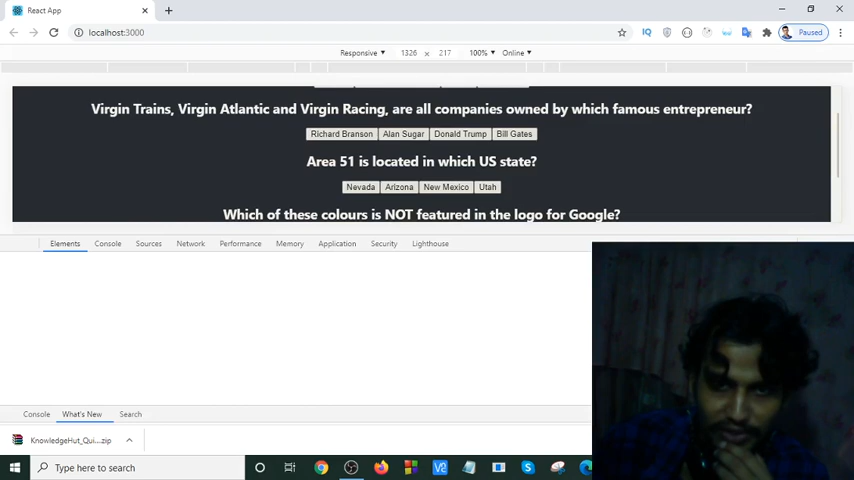 React App
localhost:3000
Paused
Responsive 1326 × 217 100% Online
Virgin Trains, Virgin Atlantic and Virgin Racing, are all companies owned by which famous entrepreneur?
Richard Branson Alan Sugar Donald Trump Bill Gates
Area 51 is located in which US state?
Nevada Arizona New Mexico Utah
Which of these colours is NOT featured in the logo for Google?
Elements Console Sources Network Performance Memory Application Security Lighthouse
Console What's New Search
KnowledgeHut_Qui....zip
Type here to search